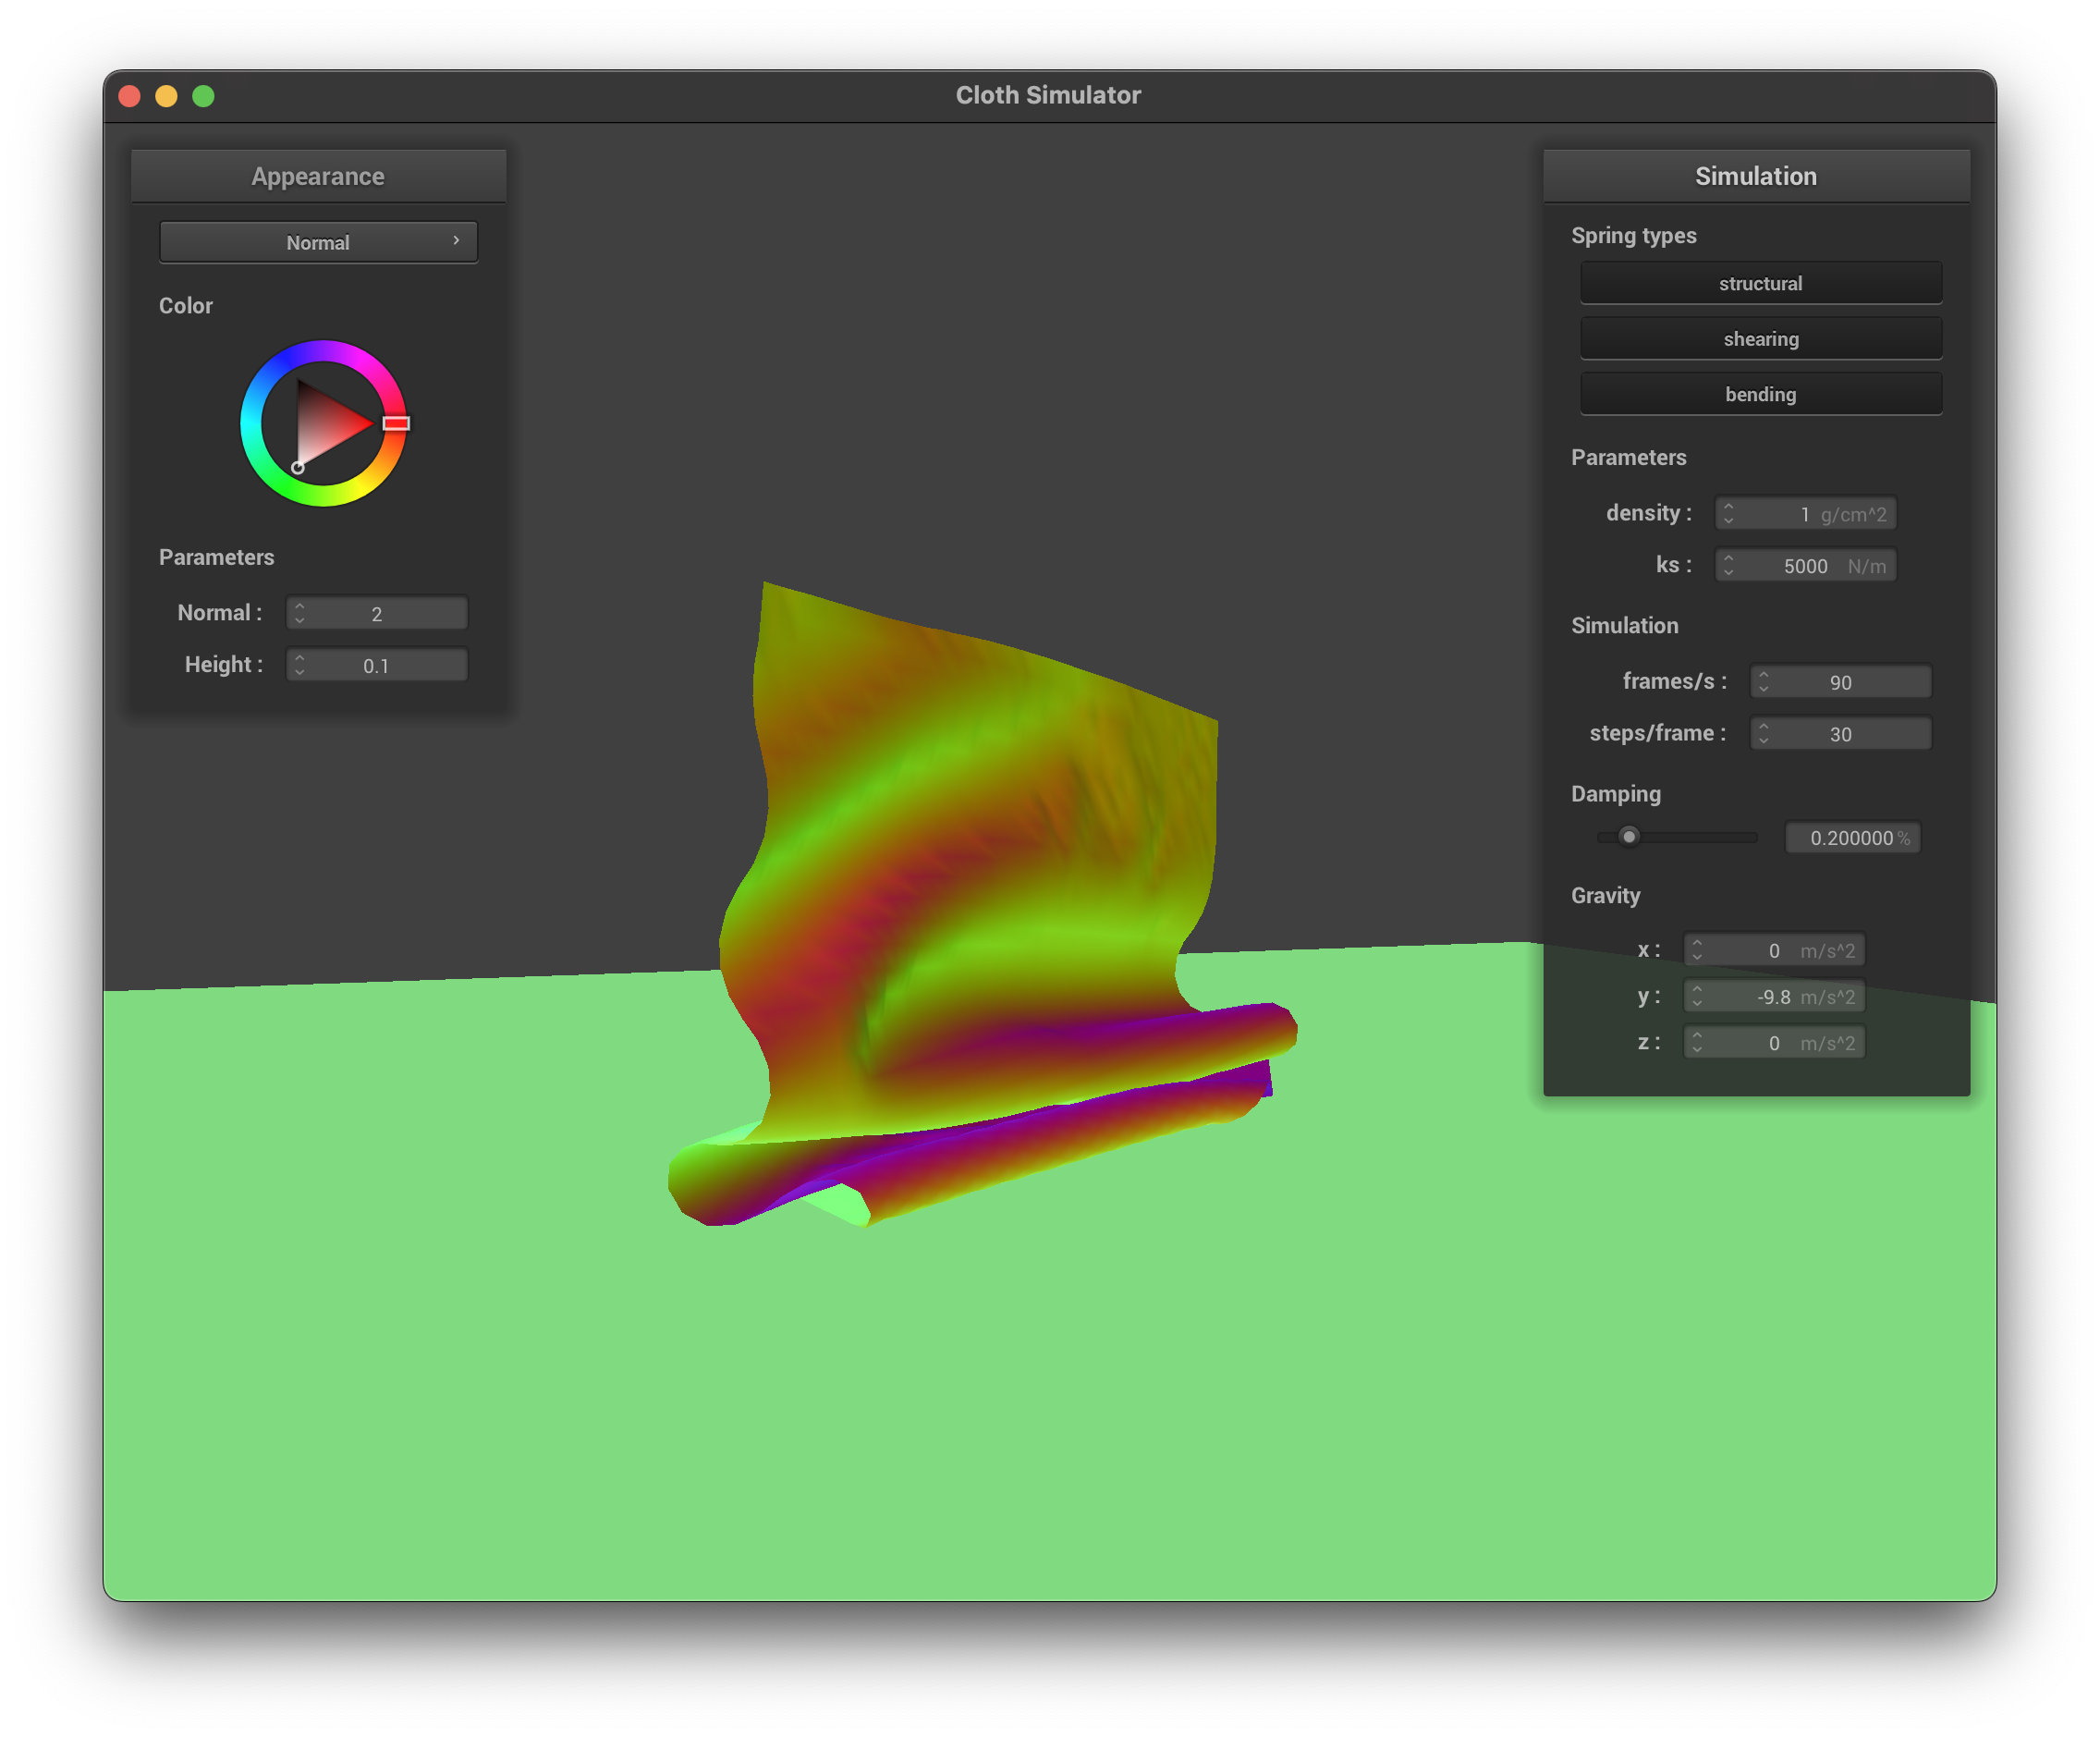 Cloth Simulator
Appearance
Normal
Color
Parameters
Normal : 2
Height : 0.1
Simulation
Spring types
structural
shearing
bending
Parameters
density : 1 g/cm^2
ks : 5000 N/m
Simulation
frames/s : 90
steps/frame : 30
Damping
0.200000 %
Gravity
x : 0 m/s^2
y : -9.8 m/s^2
z : 0 m/s^2